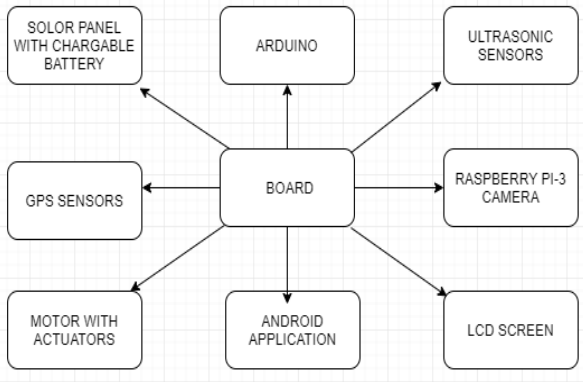 SOLOR PANEL
WITH CHARGABLE
BATTERY
ARDUINO
ULTRASONIC
SENSORS
GPS SENSORS
BOARD
RASPBERRY PI-3
CAMERA
MOTOR WITH
ACTUATORS
ANDROID
APPLICATION
LCD SCREEN